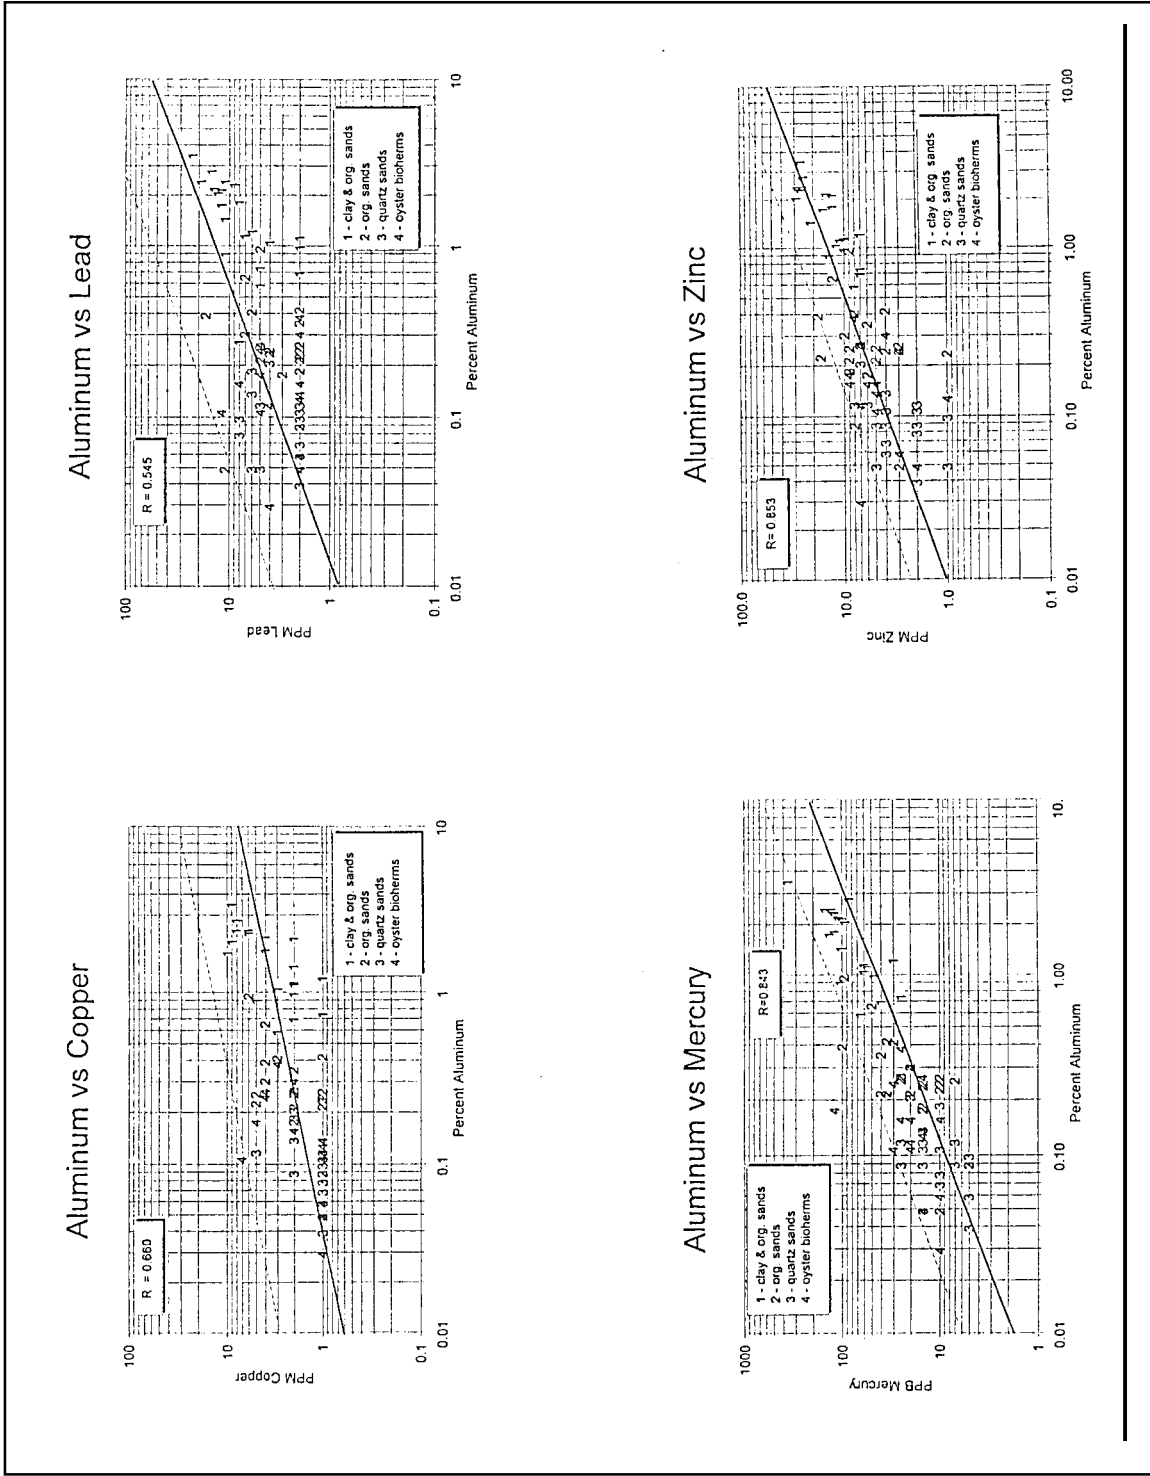 Aluminum vs Copper
R = 0.660
100
10
1
0.1
PPM Copper
0.01
0.1
1
10
Percent Aluminum
1 - clay & org. sands
2 - org. sands
3 - quartz sands
4 - oyster bioherms
Aluminum vs Lead
R = 0.545
100
10
1
0.1
PPM Lead
0.01
0.1
1
10
Percent Aluminum
1 - clay & org. sands
2 - org. sands
3 - quartz sands
4 - oyster bioherms
Aluminum vs Mercury
1 - clay & org. sands
2 - org. sands
3 - quartz sands
4 - oyster bioherms
R=0.843
1000
100
10
1
PPB Mercury
0.01
0.10
1.00
10.
Percent Aluminum
Aluminum vs Zinc
R= 0.853
100.0
10.0
1.0
0.1
PPM Zinc
0.01
0.10
1.00
10.00
Percent Aluminum
1 - clay & org. sands
2 - org. sands
3 - quartz sands
4 - oyster bioherms